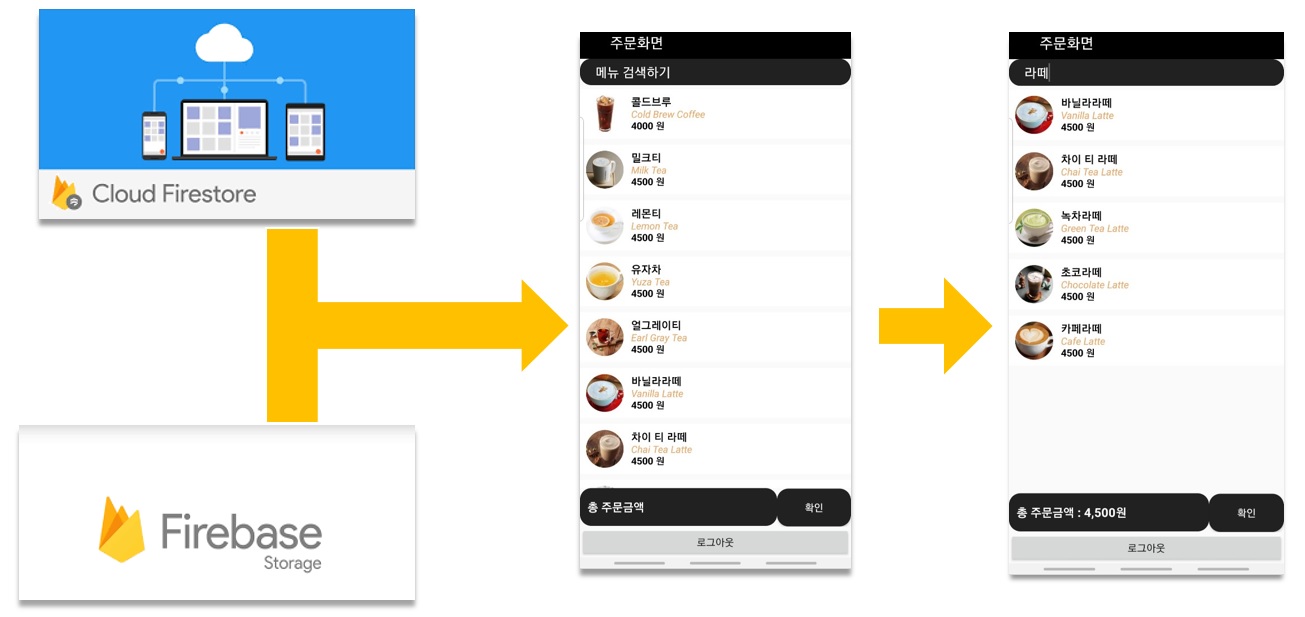 Cloud Firestore
Firebase
Storage
주문화면
메뉴 검색하기
콜드브루
Cold Brew Coffee
4000 원
밀크티
Milk Tea
4500 원
레몬티
Lemon Tea
4500 원
유자차
Yuza Tea
4500 원
얼그레이티
Earl Gray Tea
4500 원
바닐라라떼
Vanilla Latte
4500 원
차이 티 라떼
Chai Tea Latte
4500 원
총 주문금액
확인
로그아웃
주문화면
라떼
바닐라라떼
Vanilla Latte
4500 원
차이 티 라떼
Chai Tea Latte
4500 원
녹차라떼
Green Tea Latte
4500 원
초코라떼
Chocolate Latte
4500 원
카페라떼
Cafe Latte
4500 원
총 주문금액 : 4,500원
확인
로그아웃